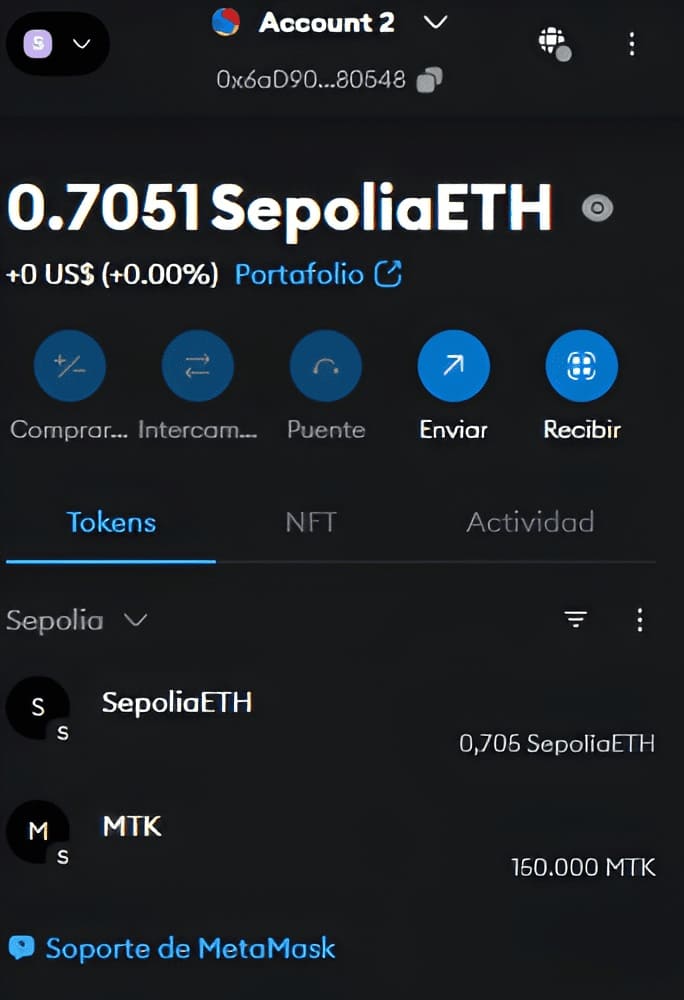 S
Account 2
0x6aD90...80548
0.7051 SepoliaETH
+0 US$ (+0.00%) Portafolio
Comprar... Intercam... Puente Enviar Recibir
Tokens NFT Actividad
Sepolia
S
S
SepoliaETH
0,705 SepoliaETH
M
S
MTK
150.000 MTK
Soporte de MetaMask